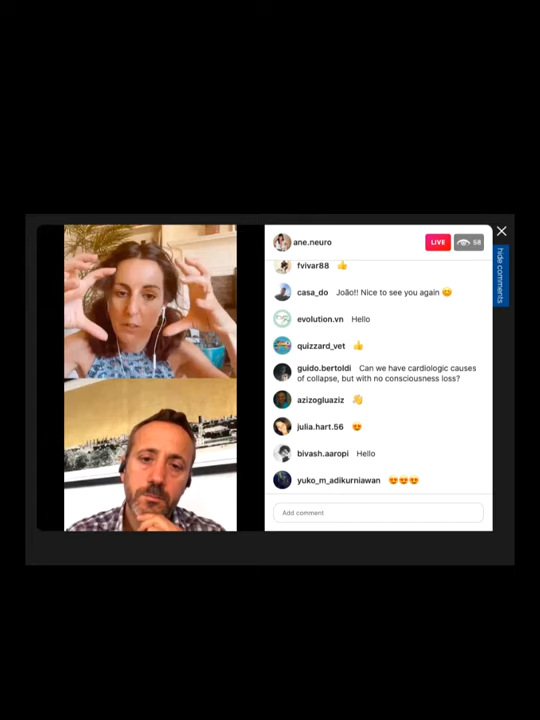 ane.neuro
LIVE
58
hide comments
fvivar88 👍
casa_do João!! Nice to see you again 😊
evolution.vn Hello
quizzard_vet 👍
guido.bertoldi Can we have cardiologic causes
of collapse, but with no consciousness loss?
azizogluaziz 👋
julia.hart.56 😍
bivash.aaropi Hello
yuko_m_adikurniawan 😍😍😍
Add comment